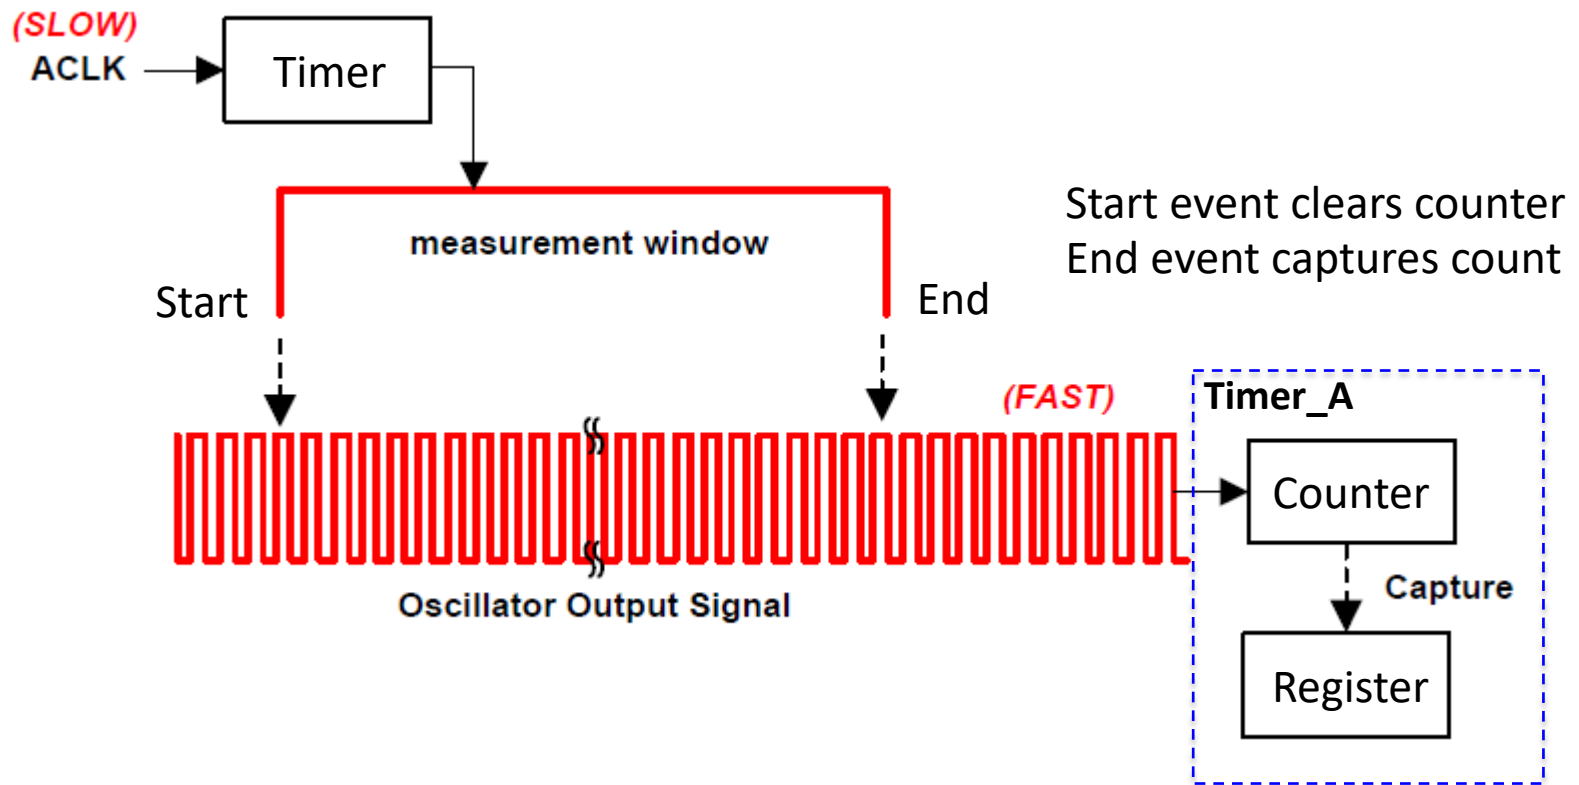 (SLOW)
ACLK
Timer
measurement window
Start
End
Start event clears counter
End event captures count
(FAST)
Timer_A
Counter
Capture
Register
Oscillator Output Signal